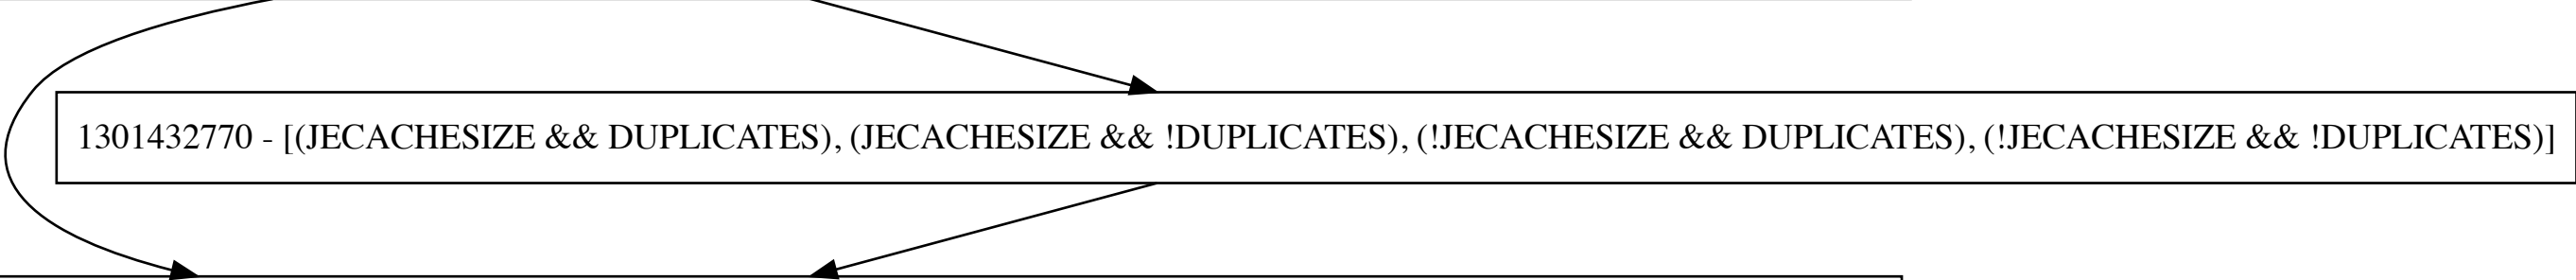 1301432770 - [(JECACHESIZE && DUPLICATES), (JECACHESIZE && !DUPLICATES), (!JECACHESIZE && DUPLICATES), (!JECACHESIZE && !DUPLICATES)]